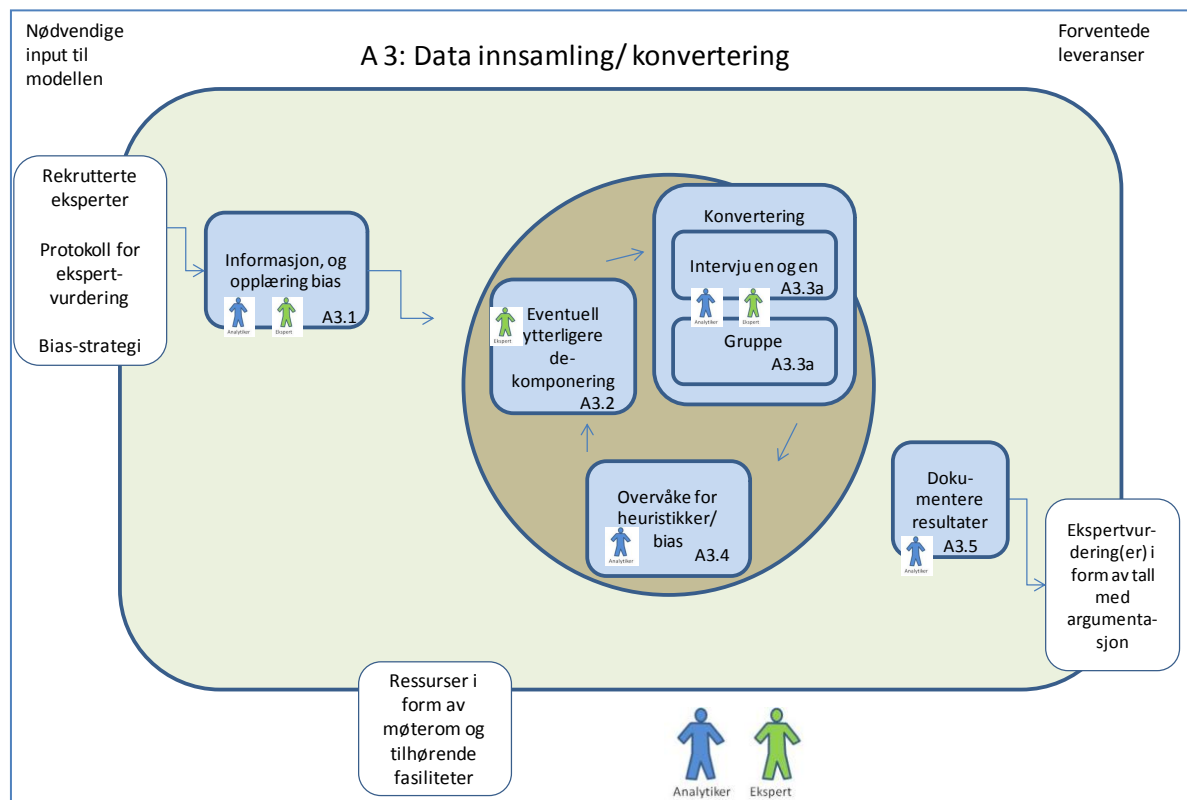 Nødvendige
input til
modellen
A 3: Data innsamling/ konvertering
Forventede
leveranser
Rekrutterte
eksperter
Protokoll for
ekspert-
vurdering
Bias-strategi
Informasjon, og
opplæring bias
A3.1
Analytiker
Ekspert
Eventuell
ytterligere
de-
komponering
A3.2
Ekspert
Konvertering
Intervju en og en
A3.3a
Analytiker
Ekspert
Gruppe
A3.3a
Overvåke for
heuristikker/
bias
A3.4
Analytiker
Doku-
mentere
resultater
A3.5
Analytiker
Ekspertvur-
dering(er) i
form av tall
med
argumenta-
sjon
Ressurser i
form av
møterom og
tilhørende
fasiliteter
Analytiker
Ekspert